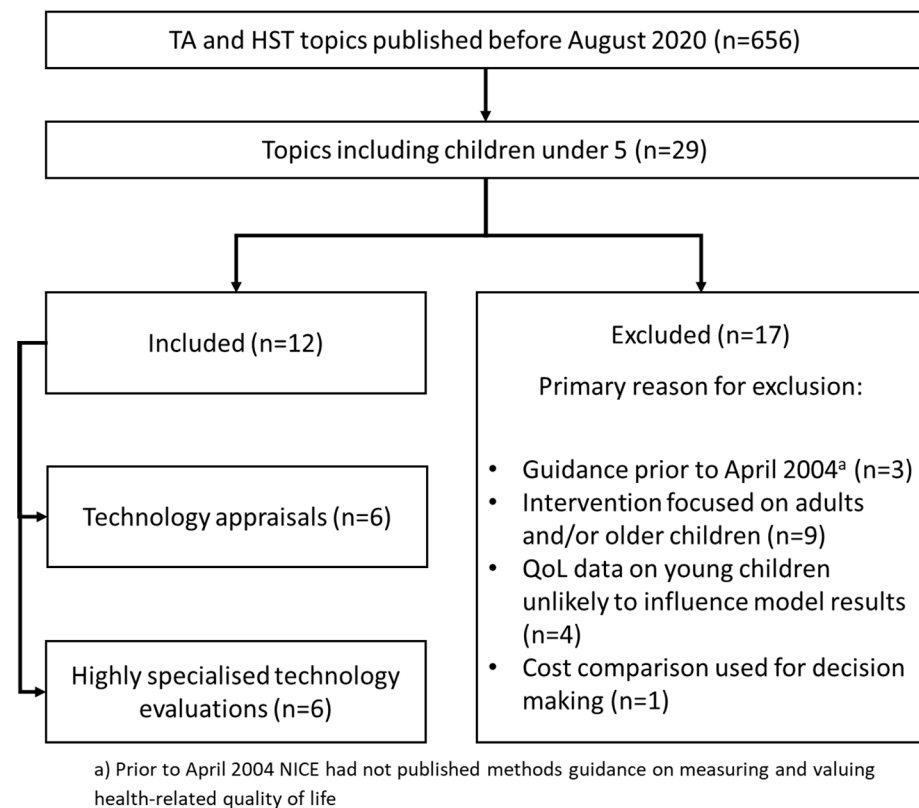 TA and HST topics published before August 2020 (n=656)
Topics including children under 5 (n=29)
Included (n=12)
Technology appraisals (n=6)
Highly specialised technology
evaluations (n=6)
Excluded (n=17)
Primary reason for exclusion:
• Guidance prior to April 2004ᵃ (n=3)
• Intervention focused on adults
and/or older children (n=9)
• QoL data on young children
unlikely to influence model results
(n=4)
• Cost comparison used for decision
making (n=1)
a) Prior to April 2004 NICE had not published methods guidance on measuring and valuing
health-related quality of life